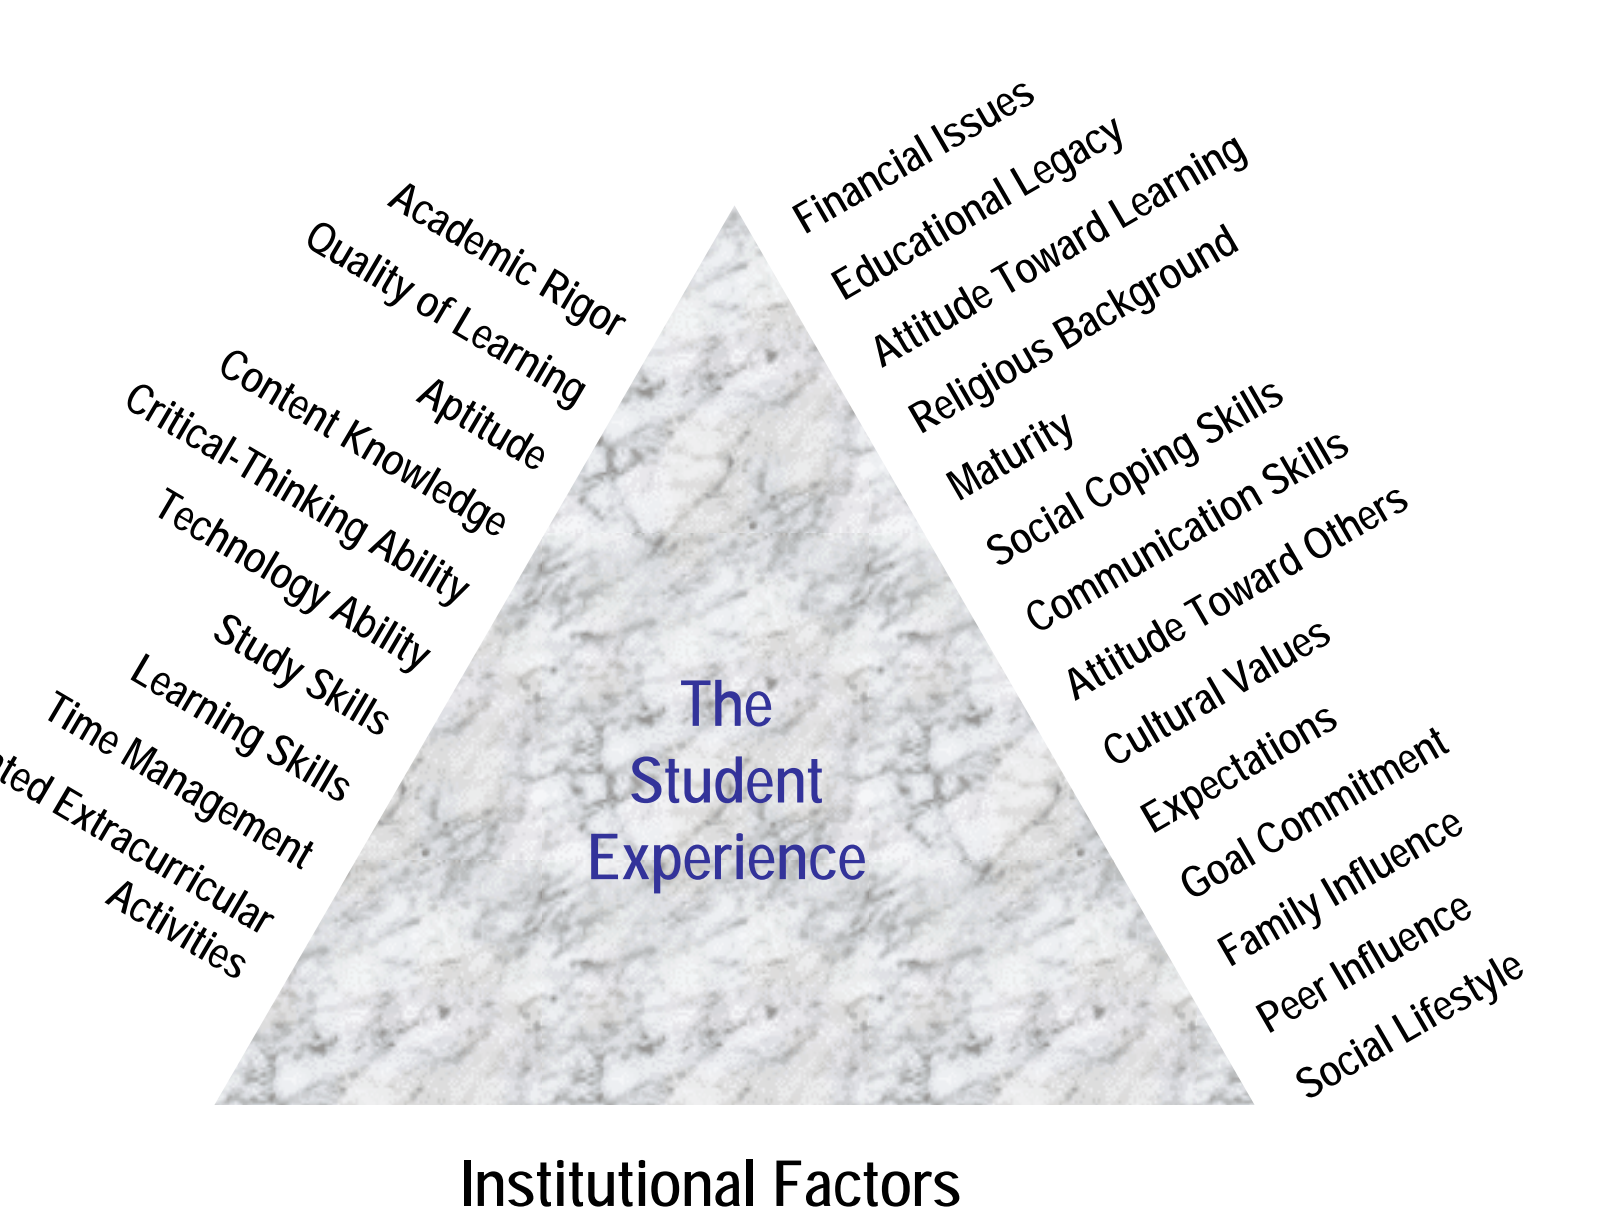 Academic Rigor
Quality of Learning
Aptitude
Content Knowledge
Critical-Thinking Ability
Technology Ability
Study Skills
Learning Skills
Time Management
Extracurricular
Activities
Financial Issues
Educational Legacy
Attitude Toward Learning
Religious Background
Maturity
Social Coping Skills
Communication Skills
Attitude Toward Others
Cultural Values
Expectations
Goal Commitment
Family Influence
Peer Influence
Social Lifestyle
The
Student
Experience
Institutional Factors